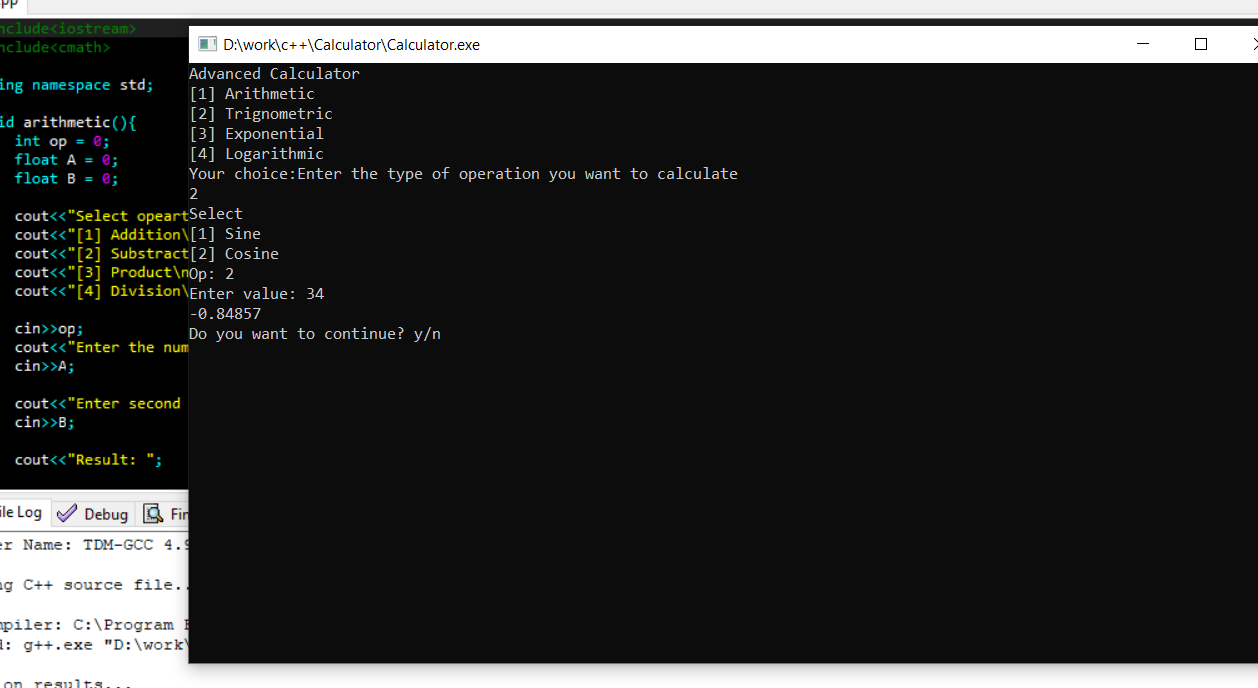 pp
nclude<iostream>
nclude<cmath>
ing namespace std;
id arithmetic(){
int op = 0;
float A = 0;
float B = 0;
cout<<"Select opeart
cout<<"[1] Addition\
cout<<"[2] Substract
cout<<"[3] Product\n
cout<<"[4] Division\
cin>>op;
cout<<"Enter the num
cin>>A;
cout<<"Enter second
cin>>B;
cout<<"Result: ";
ile Log
Debug
Fin
er Name: TDM-GCC 4.9
ng C++ source file..
mpiler: C:\Program F
d: g++.exe "D:\work\
on results...
D:\work\c++\Calculator\Calculator.exe
Advanced Calculator
[1] Arithmetic
[2] Trignometric
[3] Exponential
[4] Logarithmic
Your choice:Enter the type of operation you want to calculate
2
Select
[1] Sine
[2] Cosine
Op: 2
Enter value: 34
-0.84857
Do you want to continue? y/n